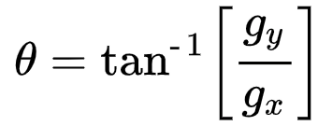 θ = tan⁻¹ [ g_y / g_x ]